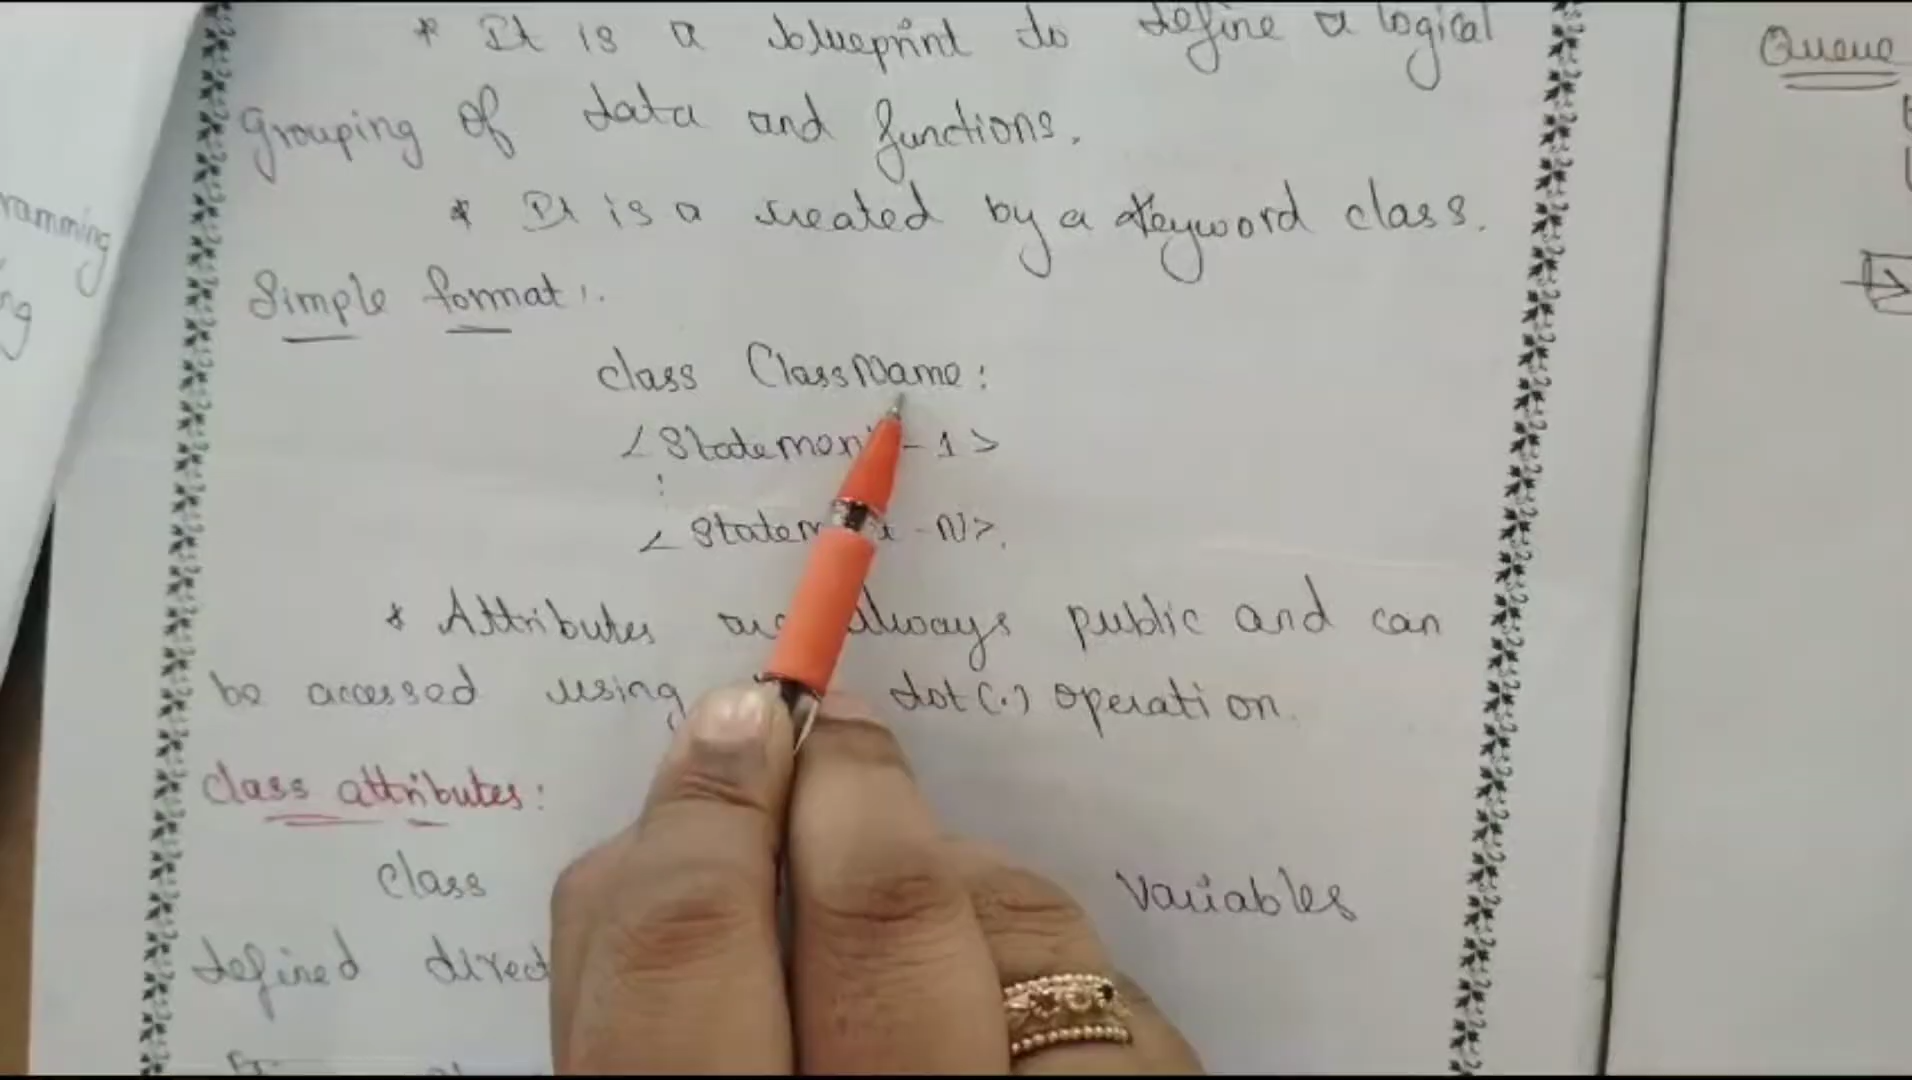 * It is a blueprint to define a logical
grouping of data and functions.
* It is a created by a keyword class.
Simple format:
class ClassName:
<Statement-1>
<Statement-N>.
* Attributes are always public and can
be accessed using dot(.) operation.
class attributes:
class variables
defined
Queue